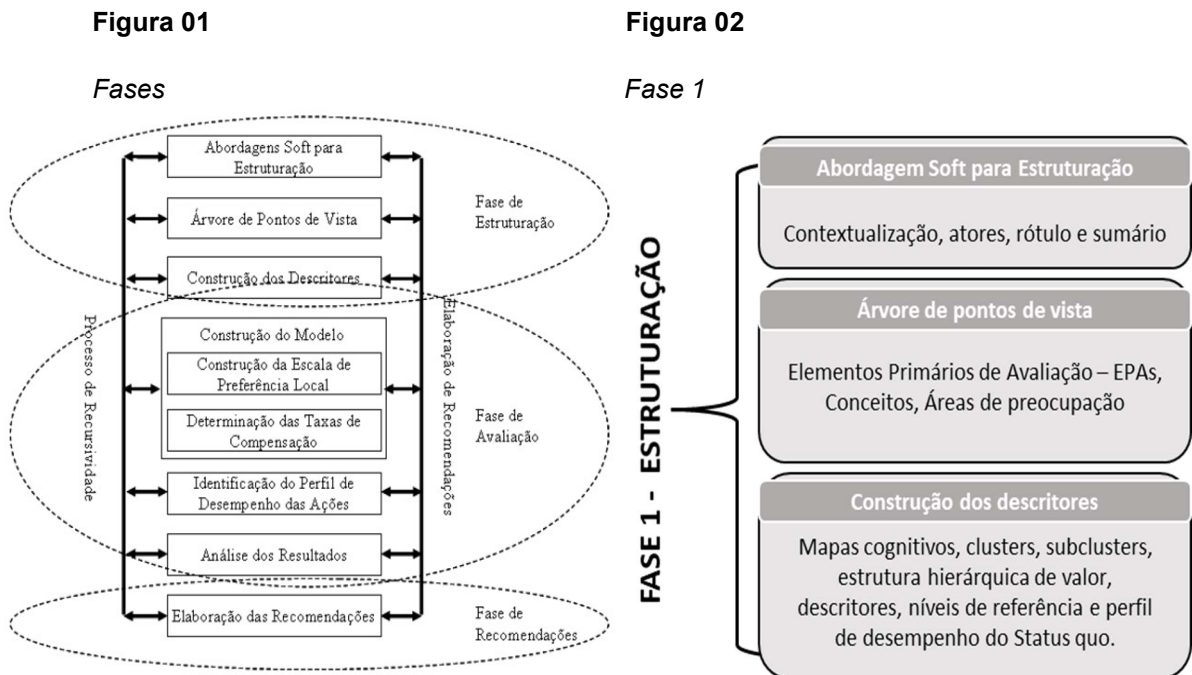 Figura 01
Fases
Abordagens Soft para
Estruturação
Árvore de Pontos de Vista
Construção dos Descritores
Construção do Modelo
Construção da Escala de
Preferência Local
Determinação das Taxas de
Compensação
Identificação do Perfil de
Desempenho das Ações
Análise dos Resultados
Elaboração das Recomendações
Processo de Recursividade
Elaboração de Recomendações
Fase de
Estruturação
Fase de
Avaliação
Fase de
Recomendações
Figura 02
Fase 1
FASE 1 - ESTRUTURAÇÃO
Abordagem Soft para Estruturação
Contextualização, atores, rótulo e sumário
Árvore de pontos de vista
Elementos Primários de Avaliação – EPAs,
Conceitos, Áreas de preocupação
Construção dos descritores
Mapas cognitivos, clusters, subclusters,
estrutura hierárquica de valor,
descritores, níveis de referência e perfil
de desempenho do Status quo.